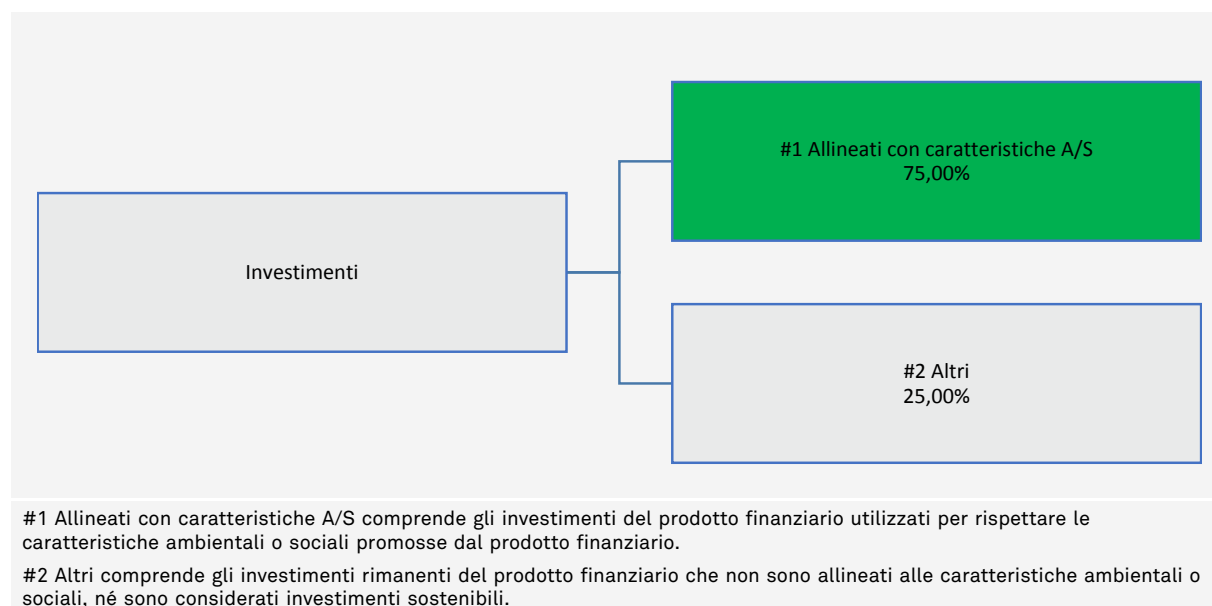 #1 Allineati con caratteristiche A/S
75,00%
Investimenti
#2 Altri
25,00%
#1 Allineati con caratteristiche A/S comprende gli investimenti del prodotto finanziario utilizzati per rispettare le
caratteristiche ambientali o sociali promosse dal prodotto finanziario.
#2 Altri comprende gli investimenti rimanenti del prodotto finanziario che non sono allineati alle caratteristiche ambientali o
sociali, né sono considerati investimenti sostenibili.